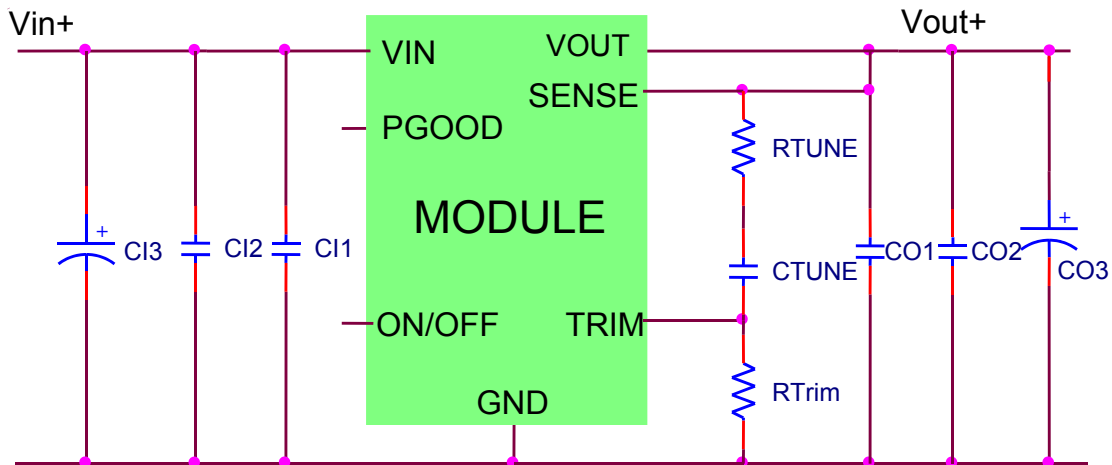 Vin+
Vout+
VIN
VOUT
SENSE
PGOOD
RTUNE
MODULE
+
CI3
CI2
CI1
CTUNE
CO1
CO2
+
CO3
ON/OFF
TRIM
RTrim
GND